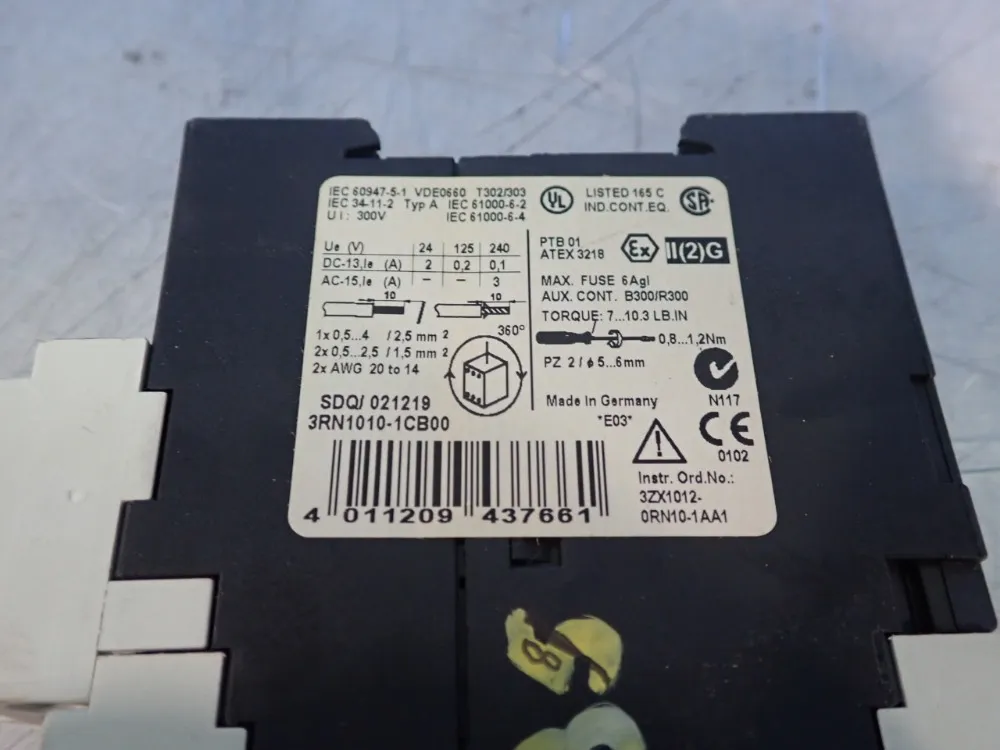 IEC 60947-5-1 VDE0660 T302/303
IEC 34-11-2 Typ A IEC 61000-6-2
UI: 300V IEC 61000-6-4
Ue (V) 24 125 240
DC-13,Ie (A) 2 0,2 0,1
AC-15,Ie (A) – – 3
10 10
1x 0,5...4 / 2,5 mm 2
2x 0,5...2,5 / 1,5 mm 2
2x AWG 20 to 14
360°
SDQ/ 021219
3RN1010-1CB00
4 011209 437661
UL LISTED 165 C
IND.CONT.EQ. SA
PTB 01
ATEX 3218 Ex II(2)G
MAX. FUSE 6AgI
AUX. CONT. B300/R300
TORQUE: 7...10.3 LB.IN
0,8...1,2Nm
PZ 2 / ϕ 5...6mm
N117
Made in Germany
*E03*
CE
0102
Instr. Ord.No.:
3ZX1012-
0RN10-1AA1
8